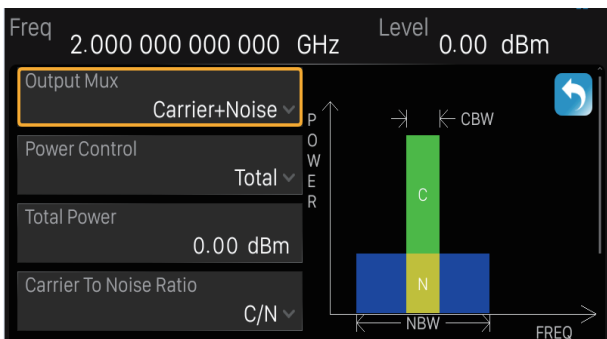 Freq 2.000 000 000 000 GHz Level 0.00 dBm
Output Mux
Carrier+Noise
Power Control
Total
Total Power
0.00 dBm
Carrier To Noise Ratio
C/N
POWER
CBW
C
N
NBW
FREQ